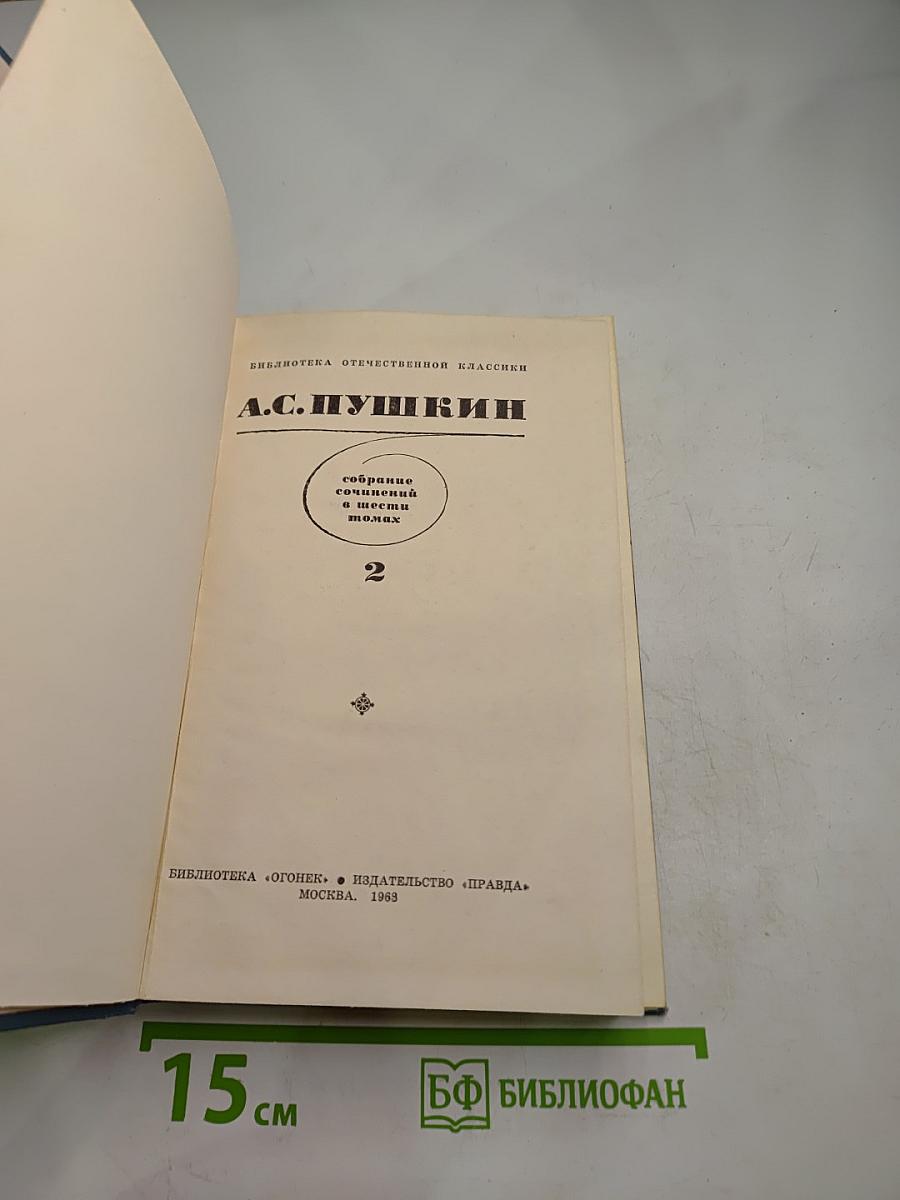 БИБЛИОТЕКА ОТЕЧЕСТВЕННОЙ КЛАССИКИ
А.С.ПУШКИН
собрание
сочинений
в шести
томах
2
БИБЛИОТЕКА «ОГОНЕК» ● ИЗДАТЕЛЬСТВО «ПРАВДА»
МОСКВА. 1968
15 см
БФ БИБЛИОФАН